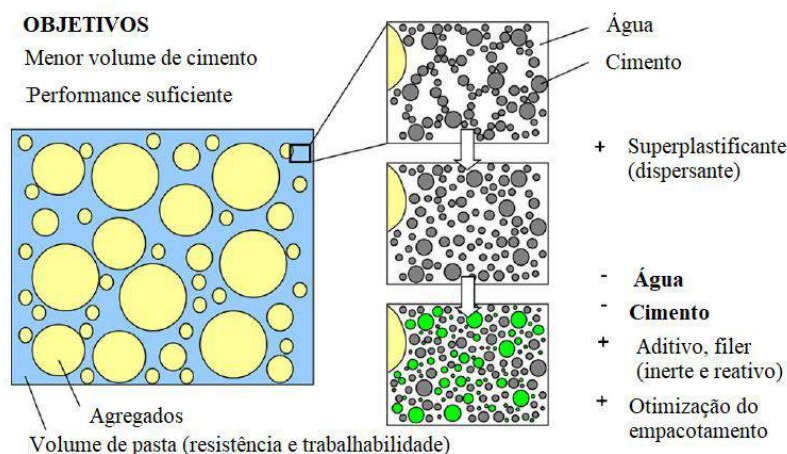 OBJETIVOS
Menor volume de cimento
Performance suficiente
Água
Cimento
+ Superplastificante
(dispersante)
- Água
- Cimento
+ Aditivo, fíler
(inerte e reativo)
+ Otimização do
empacotamento
Agregados
Volume de pasta (resistência e trabalhabilidade)